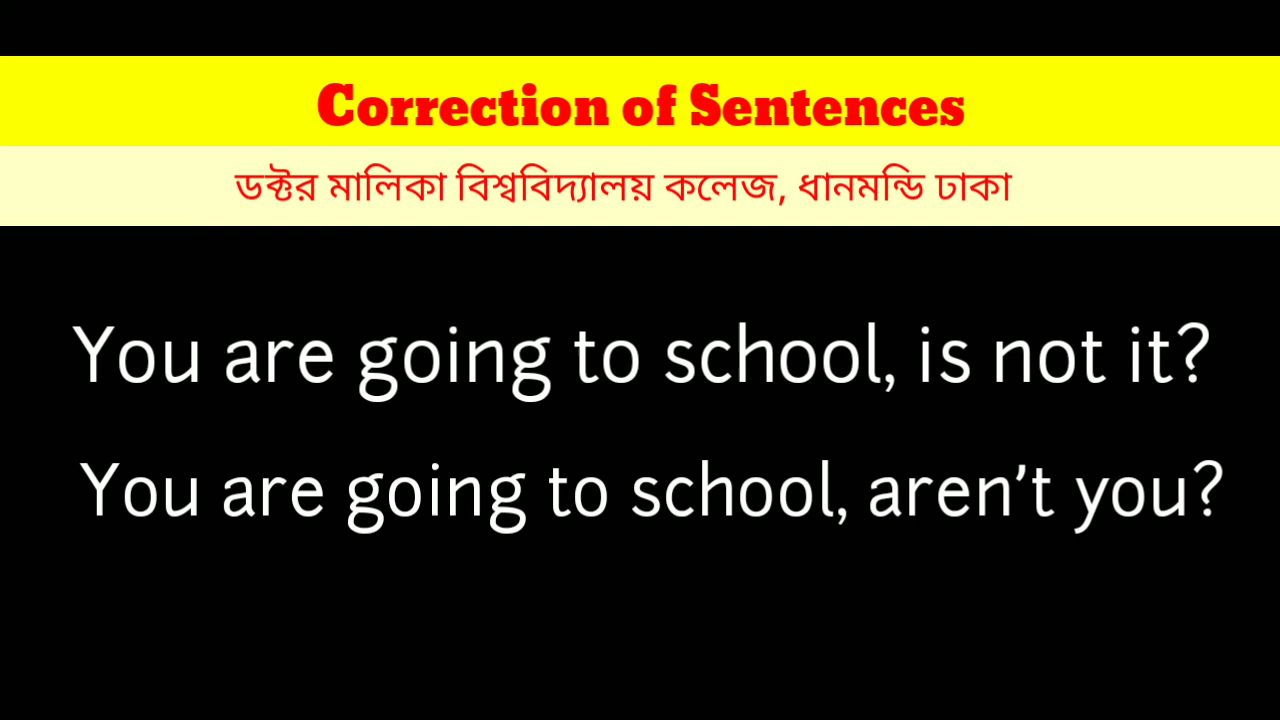 Correction of Sentences
ডক্টর মালিকা বিশ্ববিদ্যালয় কলেজ, ধানমন্ডি ঢাকা
You are going to school, is not it?
You are going to school, aren’t you?